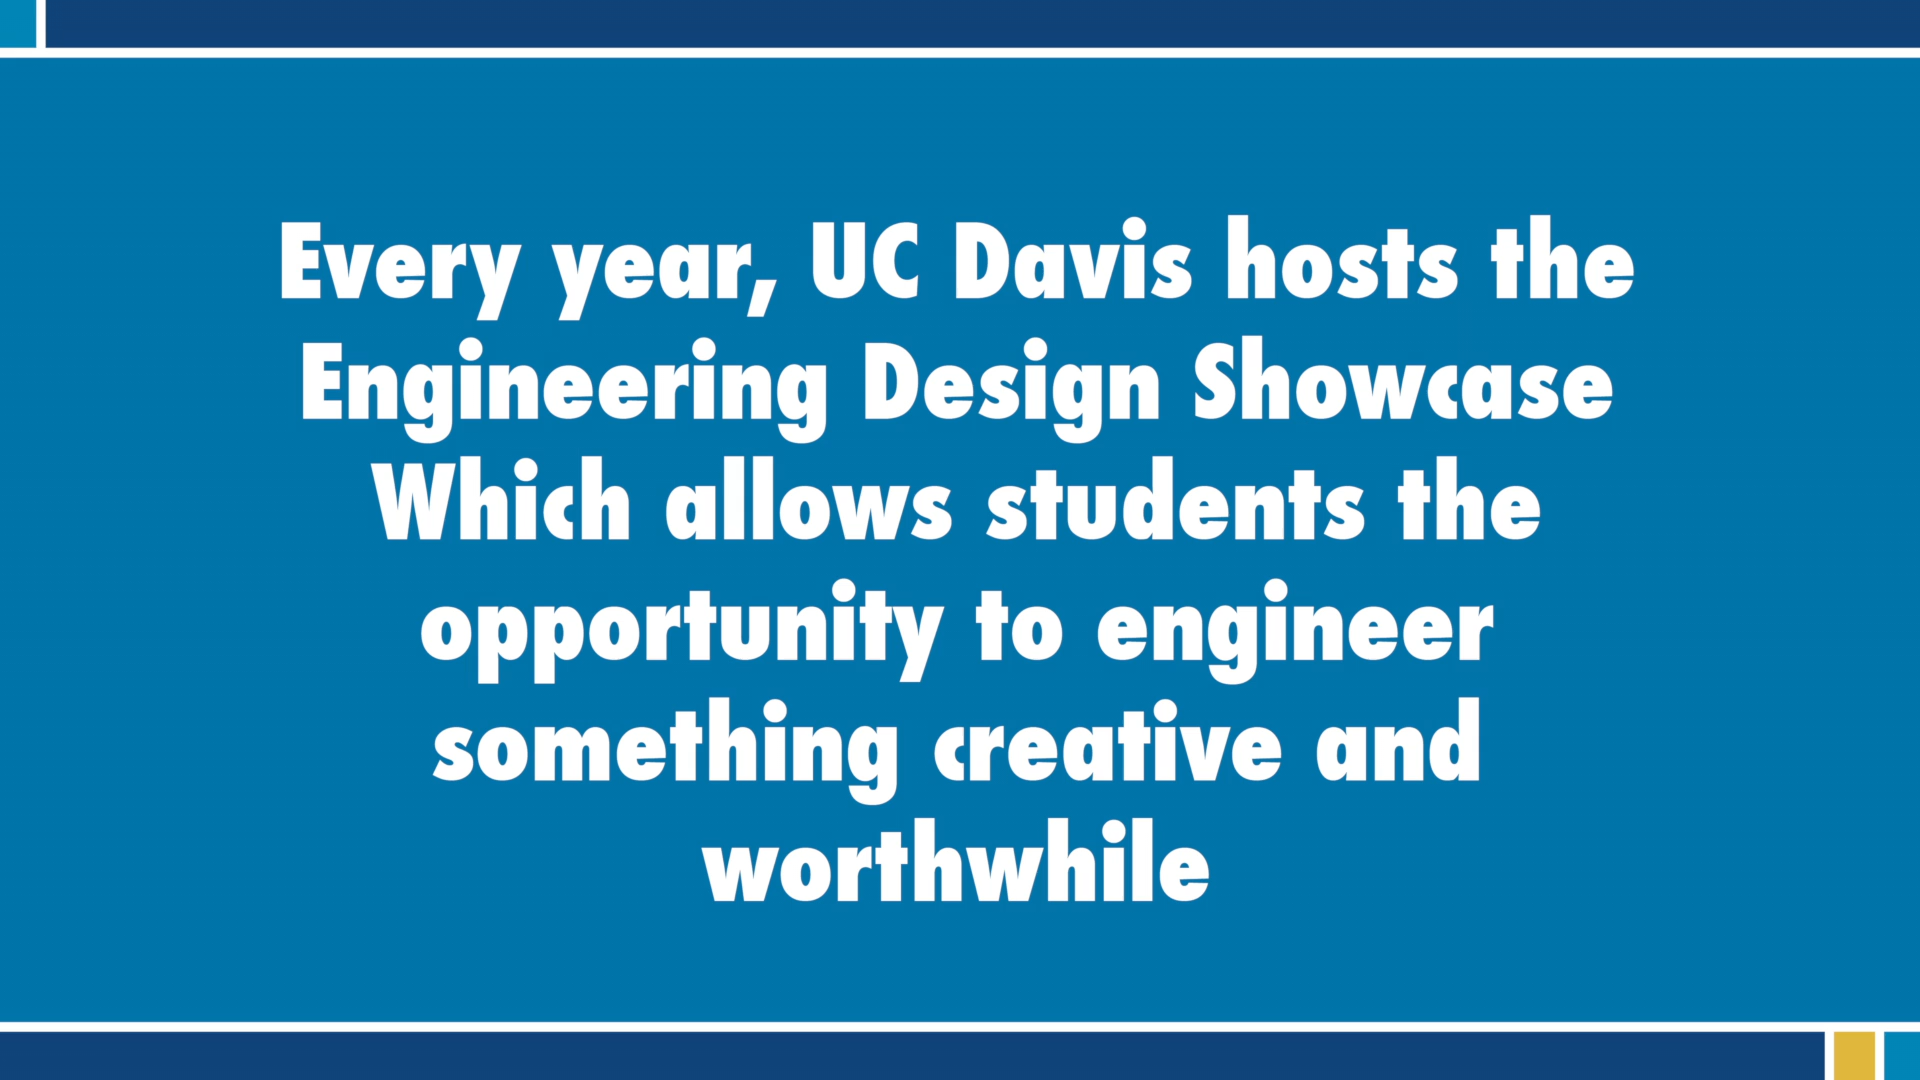 Every year, UC Davis hosts the
Engineering Design Showcase
Which allows students the
opportunity to engineer
something creative and
worthwhile